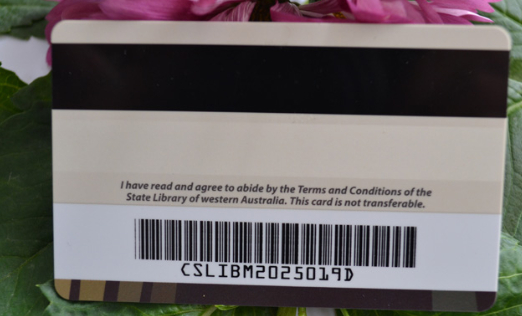 I have read and agree to abide by the Terms and Conditions of the
State Library of western Australia. This card is not transferable.
CSLIBM2025019D